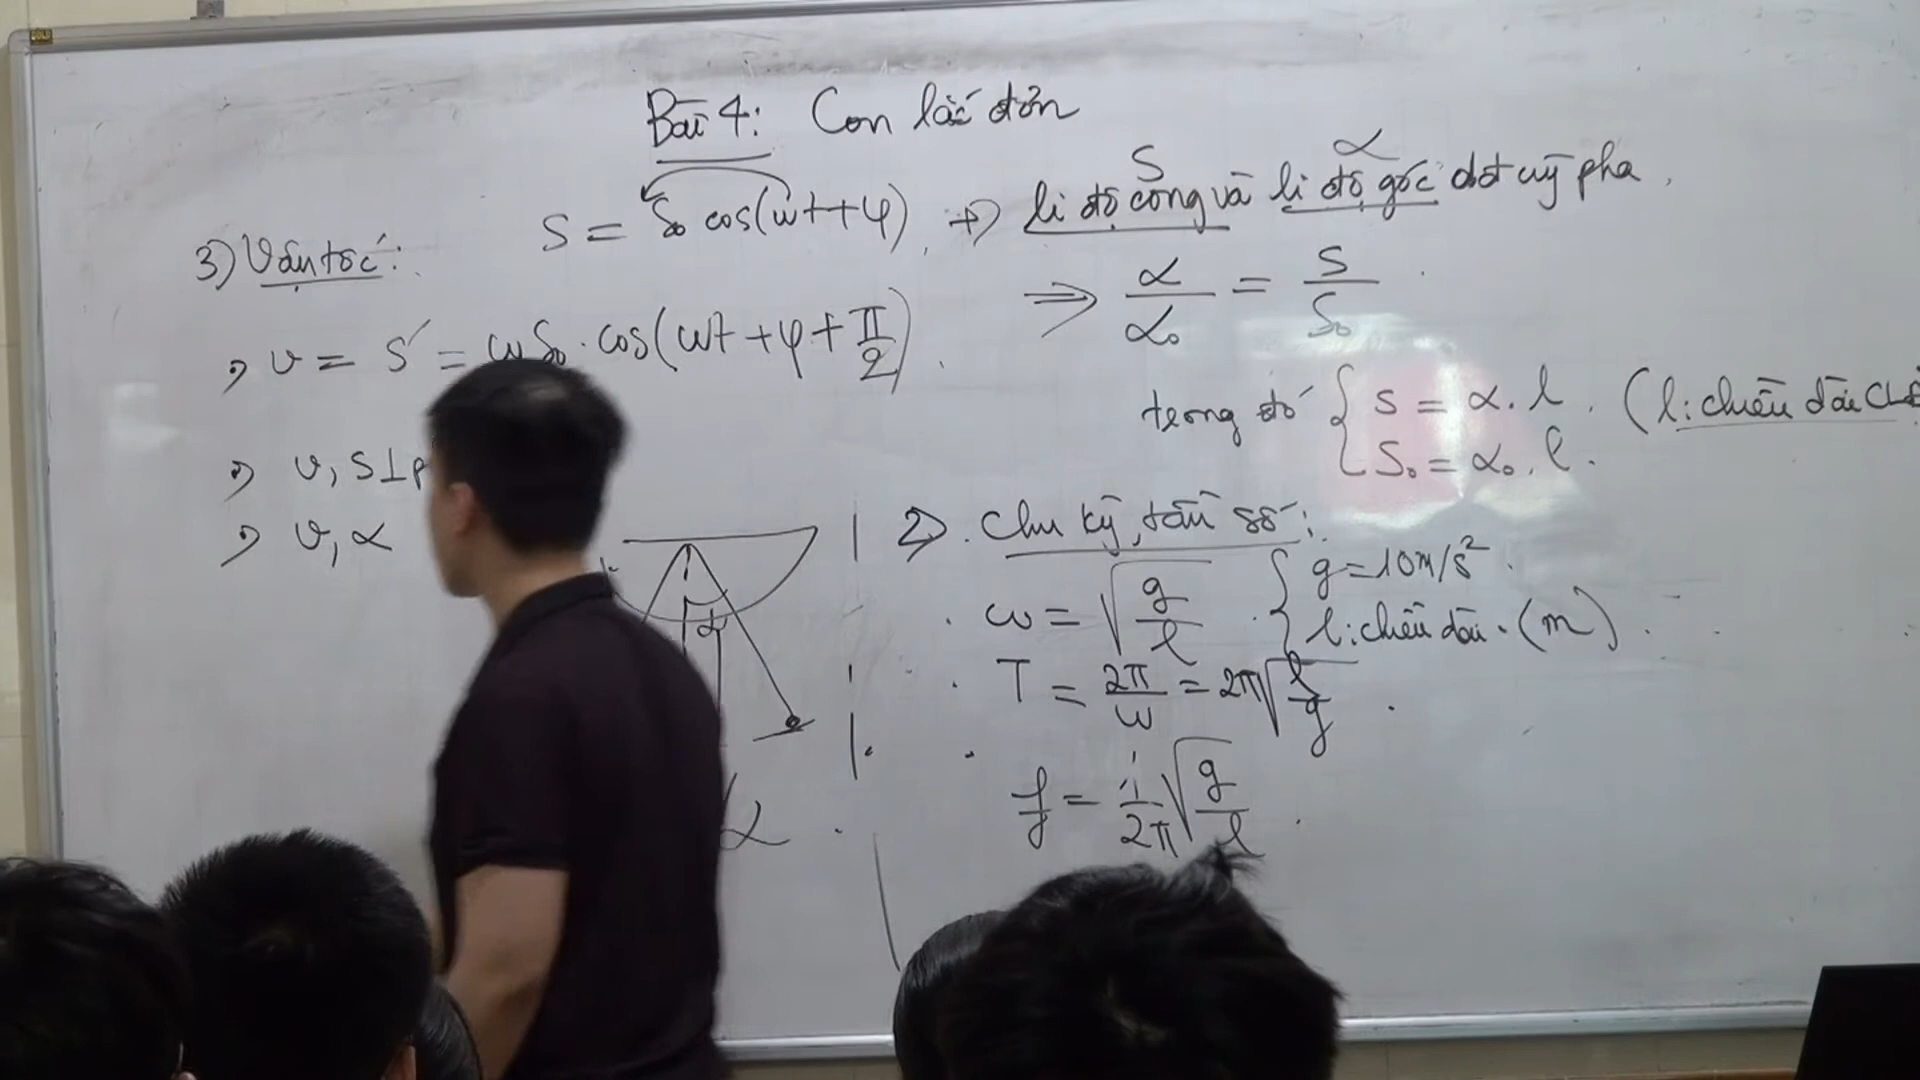 Bài 4: Con lắc đơn
S = S₀ cos(ωt+φ).
3) Vận tốc:
, v = S' = ωS₀.cos(ωt+φ+π/2).
, v, S⊥p
, v, α
α
α
+) li độ cong và li độ góc dđ cùng pha.
S α
⇒ α/α₀ = S/S₀.
trong đó { S = α.l. (l: chiều dài
S₀ = α₀.l.
2). Chu kỳ, tần số:
. ω = √(g/l) . { g=10m/s².
l: chiều dài. (m).
. T = 2π/ω = 2π√(l/g).
. f = 1/2π √(g/l).